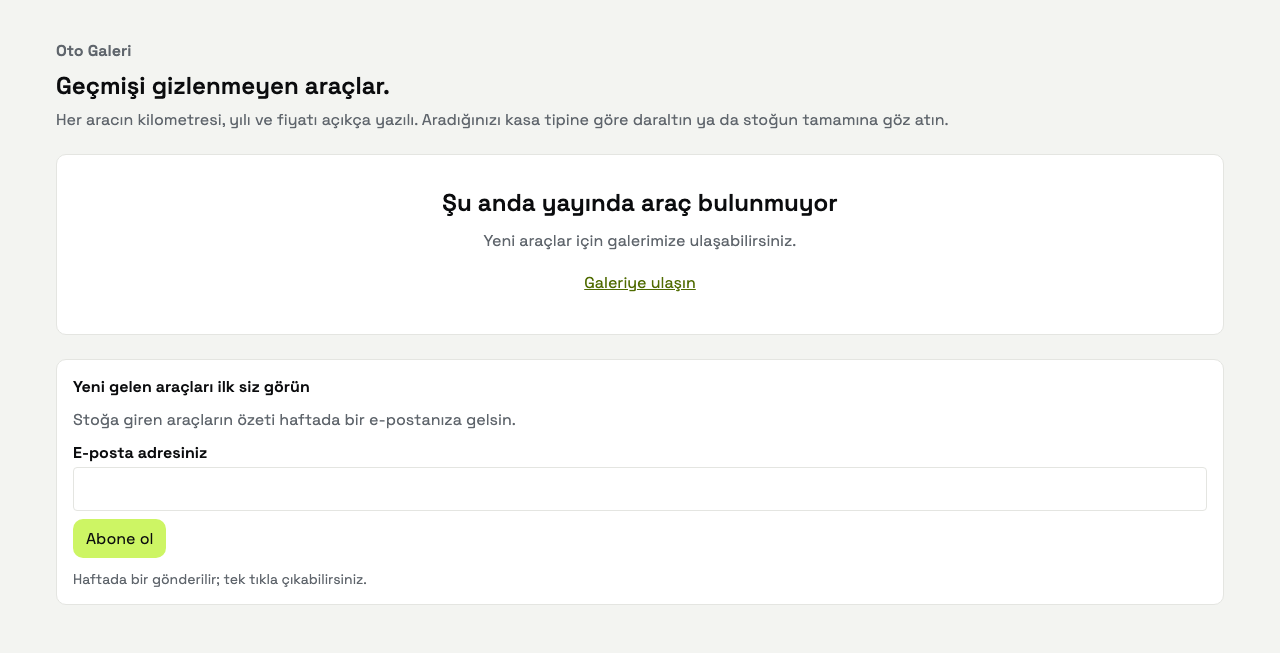 Oto Galeri
Geçmişi gizlenmeyen araçlar.
Her aracın kilometresi, yılı ve fiyatı açıkça yazılı. Aradığınızı kasa tipine göre daraltın ya da stoğun tamamına göz atın.
Şu anda yayında araç bulunmuyor
Yeni araçlar için galerimize ulaşabilirsiniz.
Galeriye ulaşın
Yeni gelen araçları ilk siz görün
Stoğa giren araçların özeti haftada bir e-postanıza gelsin.
E-posta adresiniz
Abone ol
Haftada bir gönderilir; tek tıkla çıkabilirsiniz.